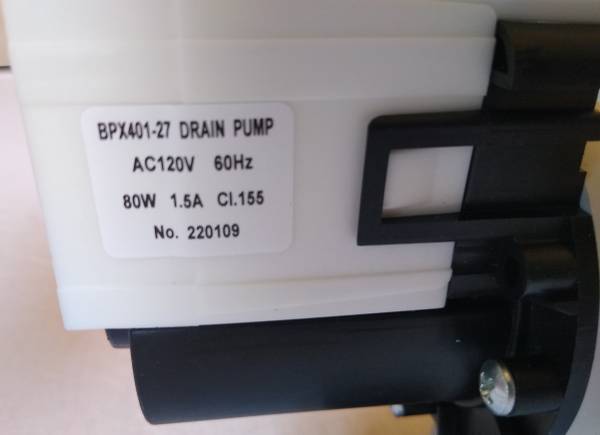 BPX401-27 DRAIN PUMP
AC120V 60Hz
80W 1.5A Cl.155
No. 220109